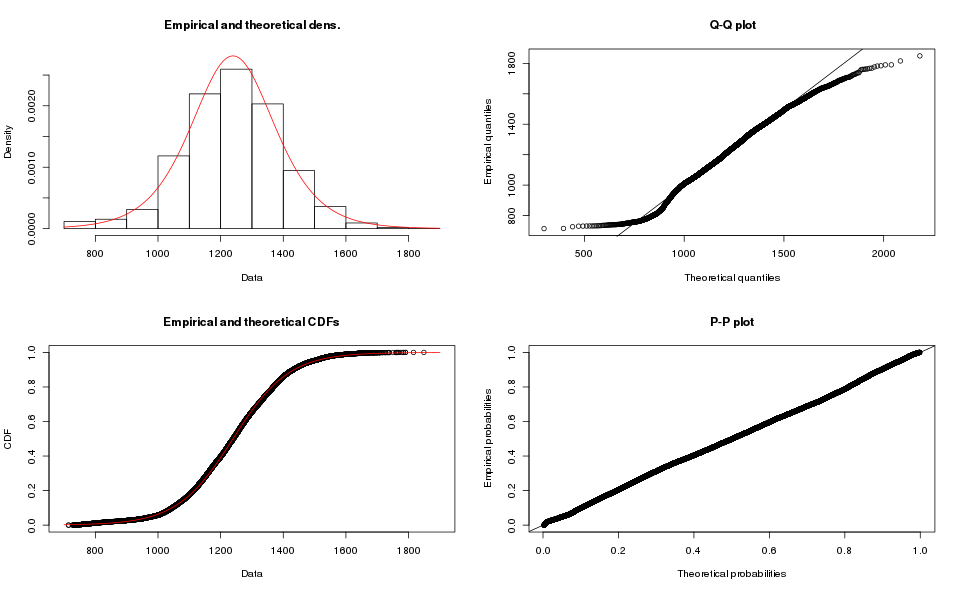 Empirical and theoretical dens.
Density
0.0000 0.0010 0.0020
800 1000 1200 1400 1600 1800
Data
Q-Q plot
Empirical quantiles
800 1000 1400 1800
500 1000 1500 2000
Theoretical quantiles
Empirical and theoretical CDFs
CDF
0.0 0.2 0.4 0.6 0.8 1.0
800 1000 1200 1400 1600 1800
Data
P-P plot
Empirical probabilities
0.0 0.2 0.4 0.6 0.8 1.0
0.0 0.2 0.4 0.6 0.8 1.0
Theoretical probabilities